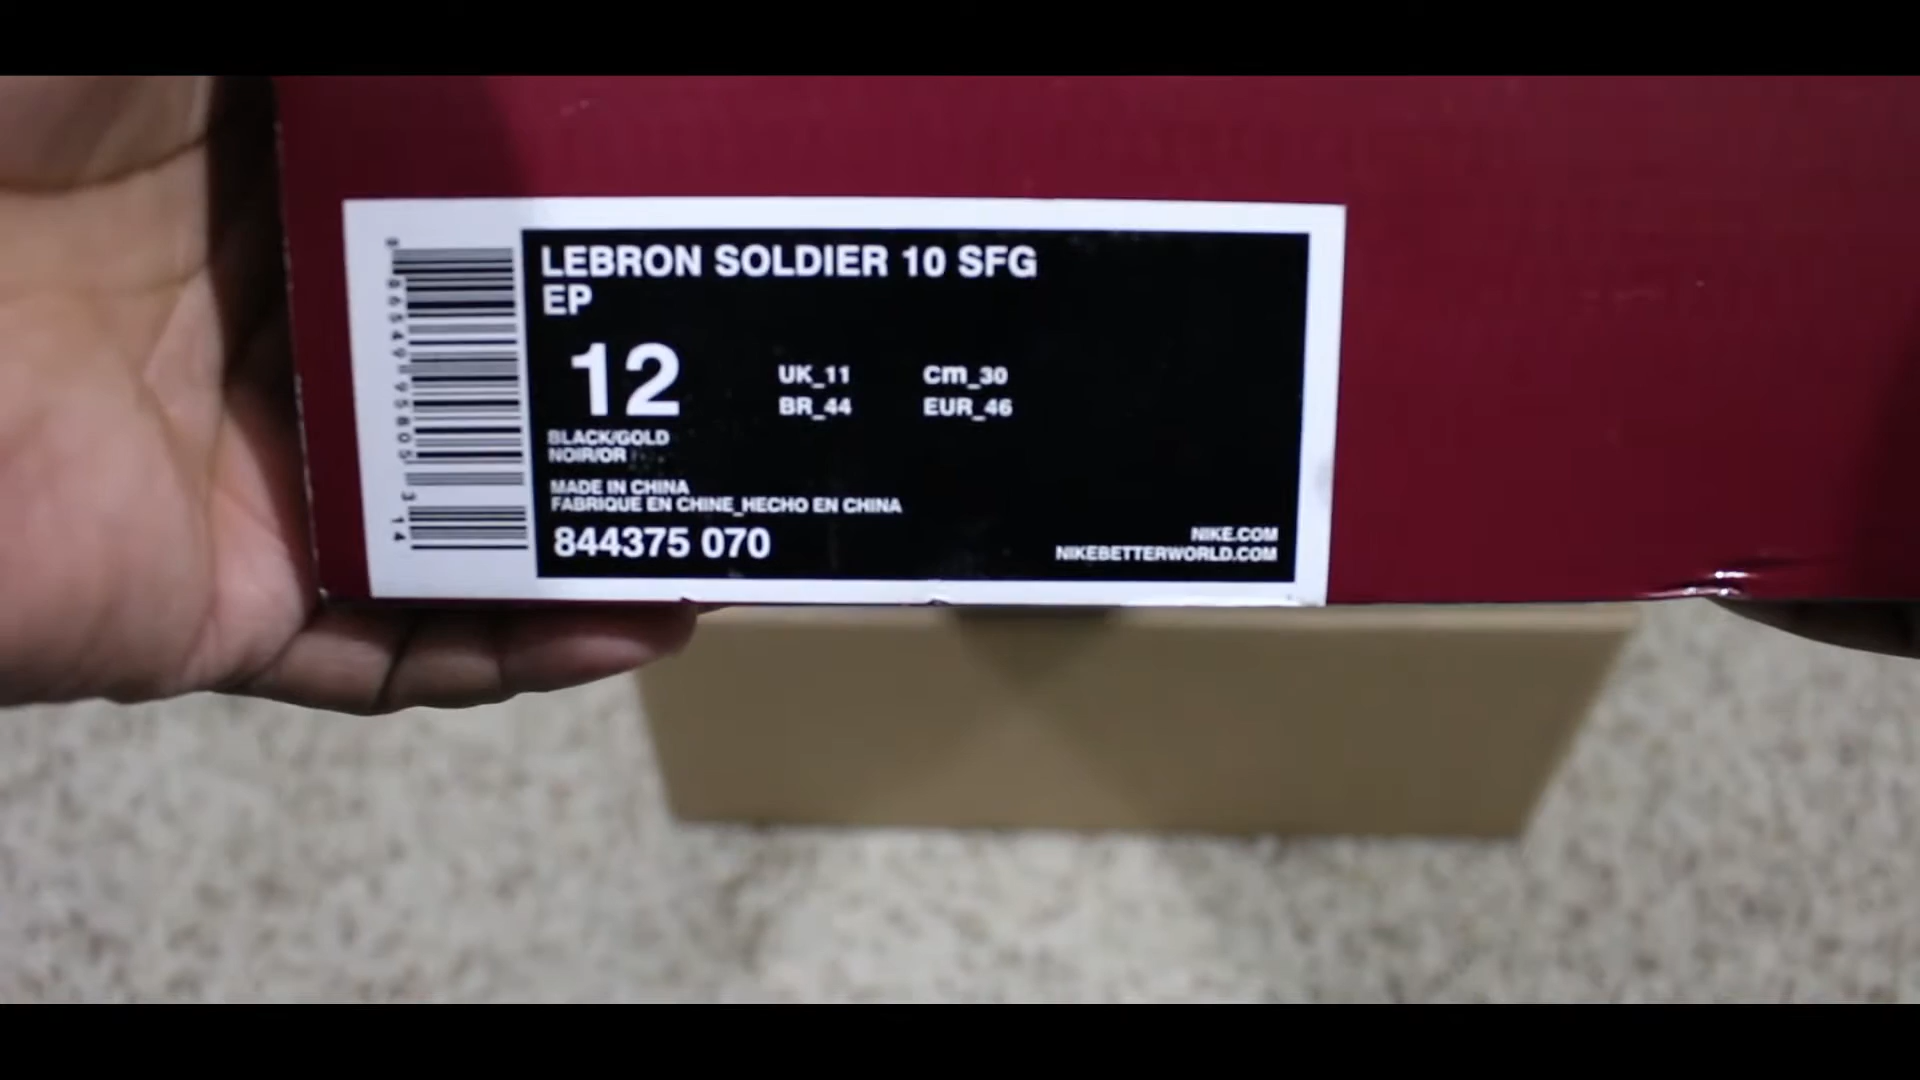 LEBRON SOLDIER 10 SFG
EP
12
UK_11 Cm_30
BR_44 EUR_46
BLACK/GOLD
NOIR/OR
MADE IN CHINA
FABRIQUE EN CHINE_HECHO EN CHINA
844375 070
NIKE.COM
NIKEBETTERWORLD.COM